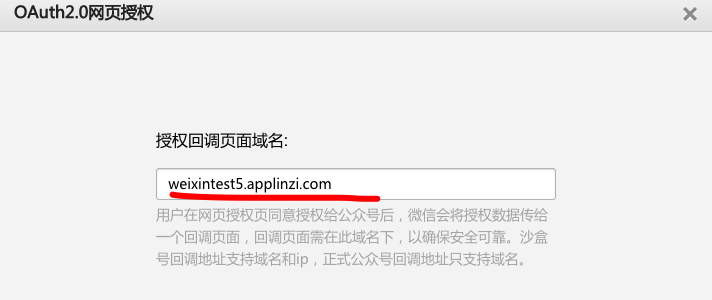 OAuth2.0网页授权
授权回调页面域名:
weixintest5.applinzi.com
用户在网页授权页同意授权给公众号后，微信会将授权数据传给
一个回调页面，回调页面需在此域名下，以确保安全可靠。沙盒
号回调地址支持域名和ip，正式公众号回调地址只支持域名。